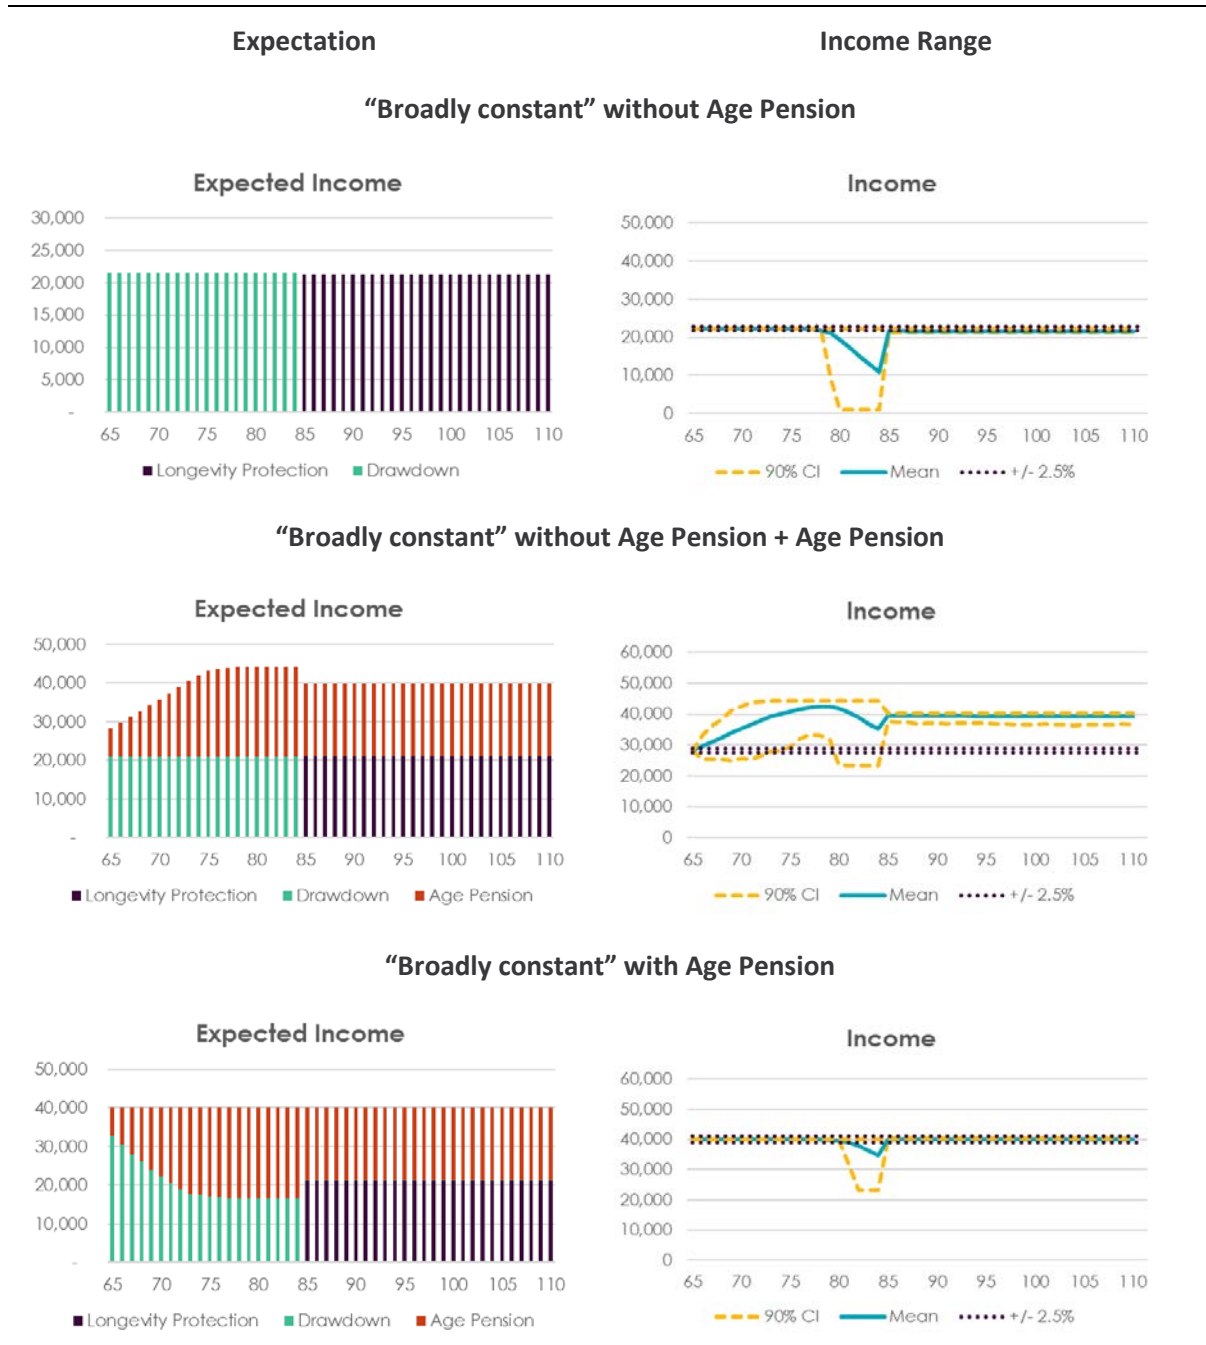 Expectation Income Range
“Broadly constant” without Age Pension
Expected Income
30,000
25,000
20,000
15,000
10,000
5,000
-
65 70 75 80 85 90 95 100 105 110
Longevity Protection Drawdown
Income
50,000
40,000
30,000
20,000
10,000
0
65 70 75 80 85 90 95 100 105 110
90% CI Mean +/- 2.5%
“Broadly constant” without Age Pension + Age Pension
Expected Income
50,000
40,000
30,000
20,000
10,000
-
65 70 75 80 85 90 95 100 105 110
Longevity Protection Drawdown Age Pension
Income
60,000
50,000
40,000
30,000
20,000
10,000
0
65 70 75 80 85 90 95 100 105 110
90% CI Mean +/- 2.5%
“Broadly constant” with Age Pension
Expected Income
50,000
40,000
30,000
20,000
10,000
-
65 70 75 80 85 90 95 100 105 110
Longevity Protection Drawdown Age Pension
Income
60,000
50,000
40,000
30,000
20,000
10,000
0
65 70 75 80 85 90 95 100 105 110
90% CI Mean +/- 2.5%